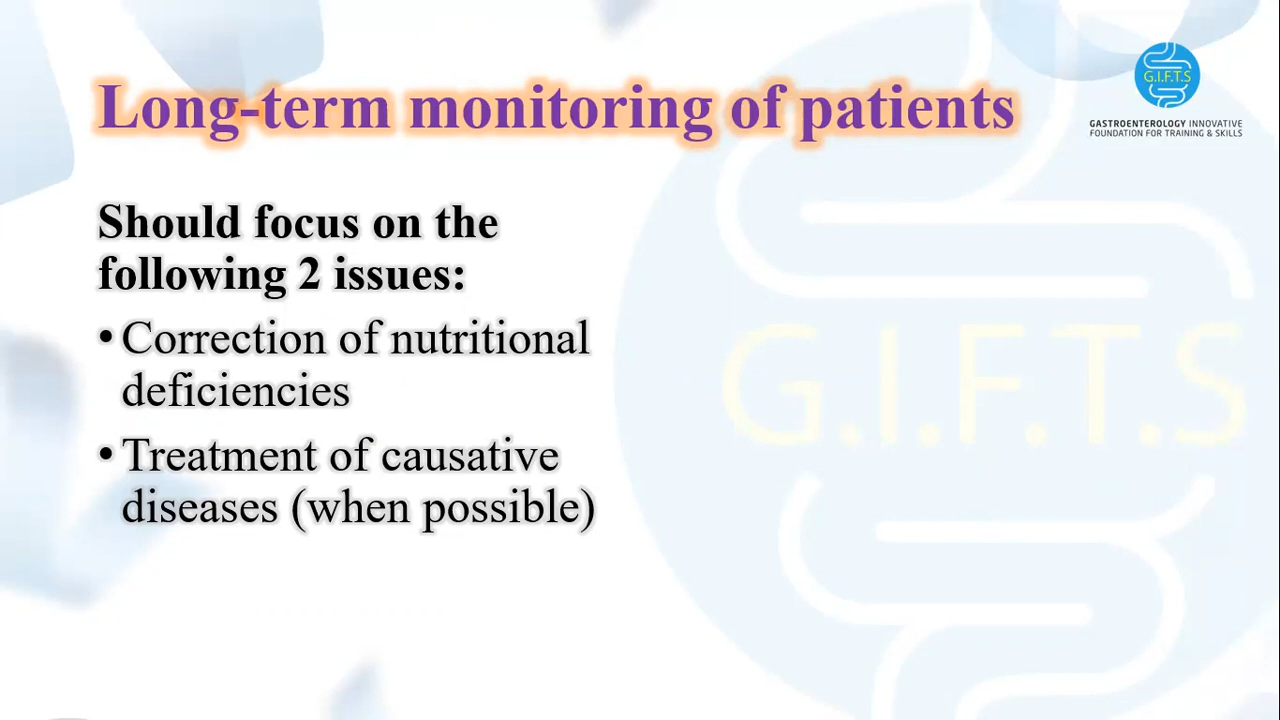 Long-term monitoring of patients
G.I.F.T.S
GASTROENTEROLOGY INNOVATIVE
FOUNDATION FOR TRAINING & SKILLS
Should focus on the
following 2 issues:
• Correction of nutritional
deficiencies
• Treatment of causative
diseases (when possible)
G.I.F.T.S